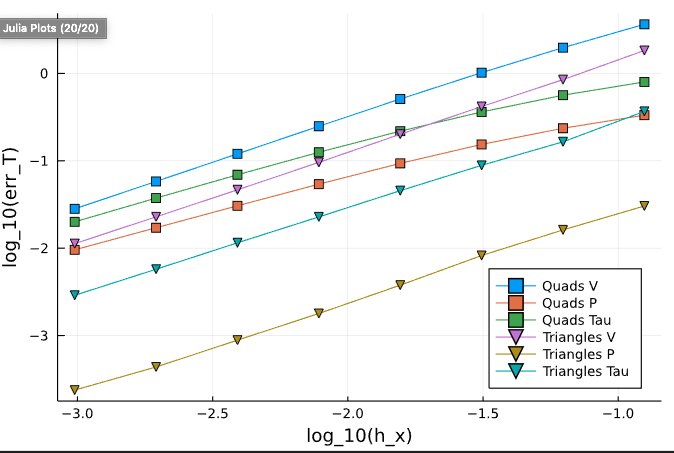 Julia Plots (20/20)
0
−1
−2
−3
log_10(err_T)
Quads V
Quads P
Quads Tau
Triangles V
Triangles P
Triangles Tau
−3.0 −2.5 −2.0 −1.5 −1.0
log_10(h_x)